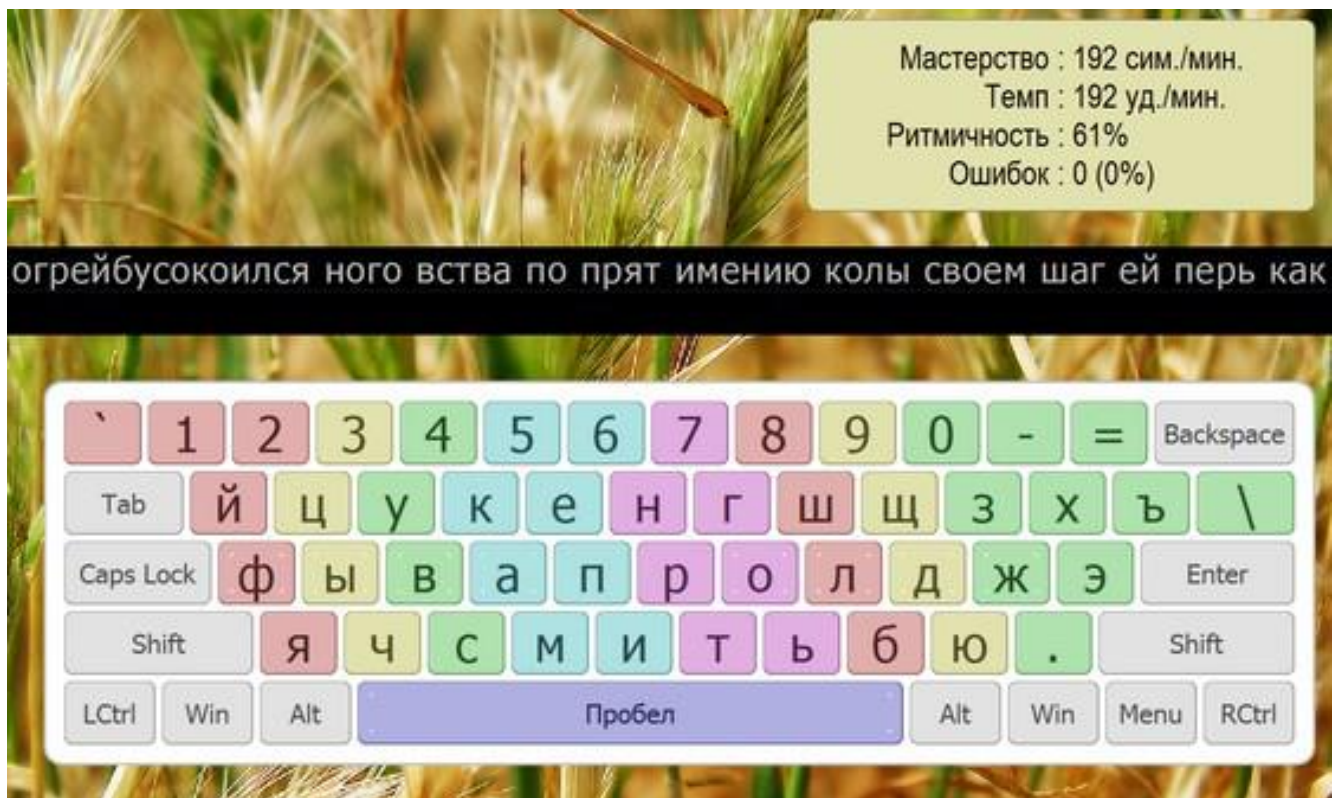 Мастерство : 192 сим./мин.
Темп : 192 уд./мин.
Ритмичность : 61%
Ошибок : 0 (0%)
огрейбусокоился ного вства по прят имению колы своем шаг ей перь как
` 1 2 3 4 5 6 7 8 9 0 - = Backspace
Tab й ц у к е н г ш щ з х ъ \
Caps Lock ф ы в а п р о л д ж э Enter
Shift я ч с м и т ь б ю . Shift
LCtrl Win Alt Пробел Alt Win Menu RCtrl